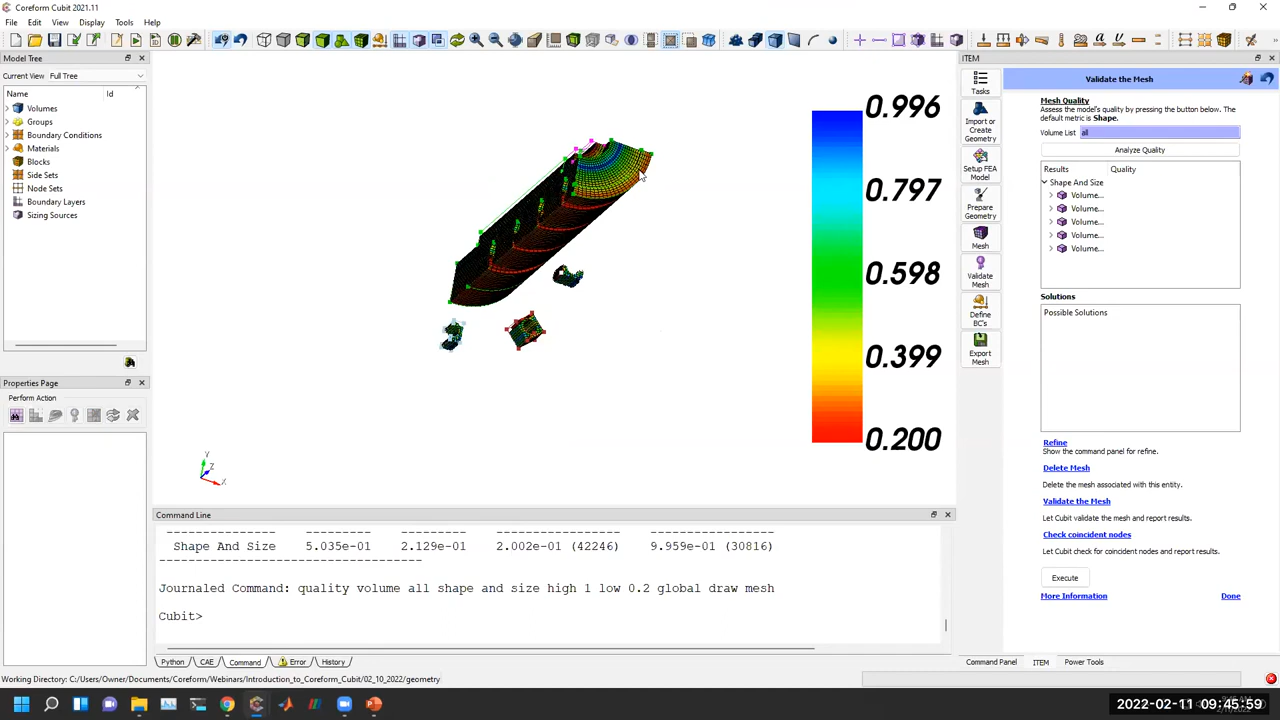 Coreform Cubit 2021.11
File Edit View Display Tools Help
Model Tree
Current View Full Tree
Name Id
Volumes
Groups
Boundary Conditions
Materials
Blocks
Side Sets
Node Sets
Boundary Layers
Sizing Sources
Properties Page
Perform Action
0.996
0.797
0.598
0.399
0.200
Y
Z
X
Command Line
--------------- ----------- ----------- --------------------- ---------------------
Shape And Size 5.035e-01 2.129e-01 2.002e-01 (42246) 9.959e-01 (30816)
------------------------------------
Journaled Command: quality volume all shape and size high 1 low 0.2 global draw mesh
Cubit>
Python CAE Command Error History
Working Directory: C:/Users/Owner/Documents/Coreform/Webinars/Introduction_to_Coreform_Cubit/02_10_2022/geometry
ITEM
Tasks
Import or
Create
Geometry
Setup FEA
Model
Prepare
Geometry
Mesh
Validate
Mesh
Define
BC's
Export
Mesh
Validate the Mesh
Mesh Quality
Assess the model's quality by pressing the button below. The
default metric is Shape.
Volume List all
Analyze Quality
Results Quality
Shape And Size
Volume...
Volume...
Volume...
Volume...
Volume...
Solutions
Possible Solutions
Refine
Show the command panel for refine.
Delete Mesh
Delete the mesh associated with this entity.
Validate the Mesh
Let Cubit validate the mesh and report results.
Check coincident nodes
Let Cubit check for coincident nodes and report results.
Execute
More Information Done
Command Panel ITEM Power Tools
2022-02-11 09:45:59